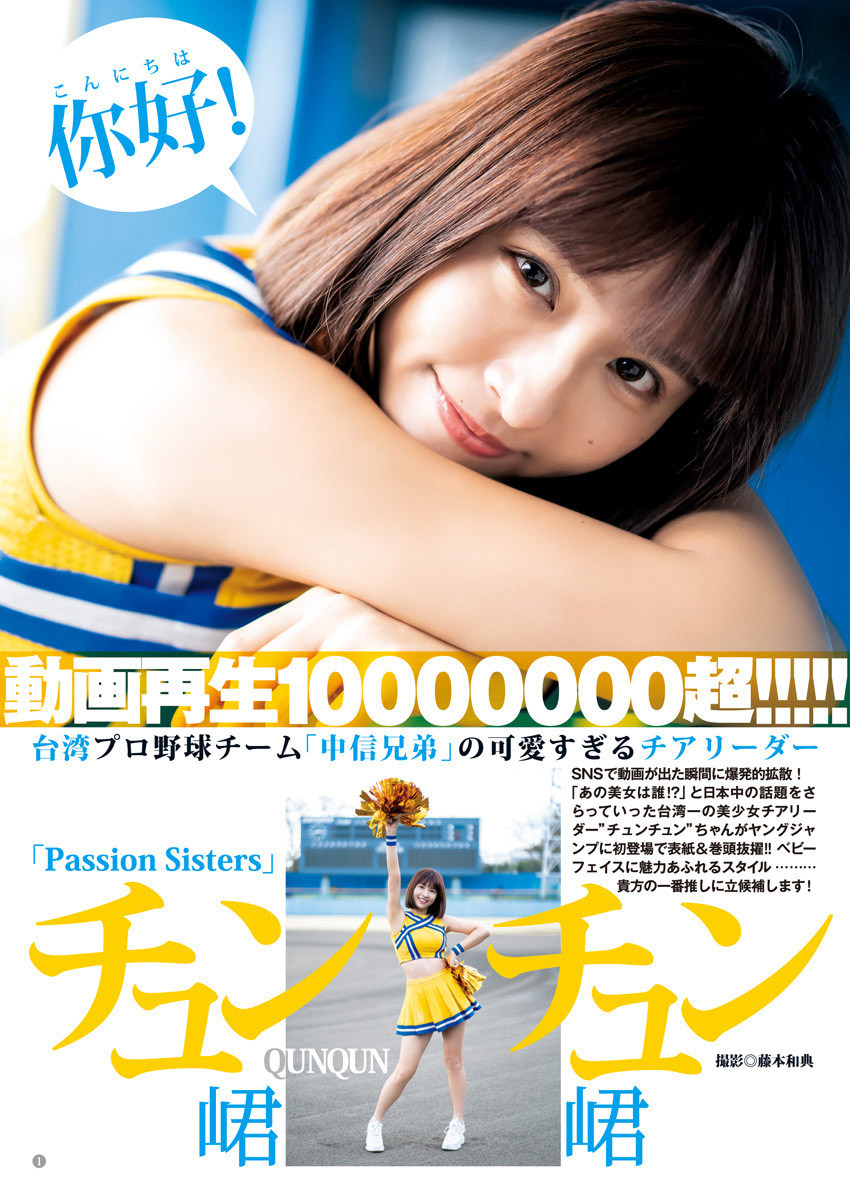 こんにちは
你好!
動画再生10000000超!!!!!
台湾プロ野球チーム「中信兄弟」の可愛すぎるチアリーダー
SNSで動画が出た瞬間に爆発的拡散!
「あの美女は誰!?」と日本中の話題をさ
らっていった台湾一の美少女チアリー
ダー"チュンチュン"ちゃんがヤングジャ
ンプに初登場で表紙&巻頭抜擢!! ベビー
フェイスに魅力あふれるスタイル ………
貴方の一番推しに立候補します!
「Passion Sisters」
チュンチュン
QUNQUN
峮峮
撮影◎藤本和典
1